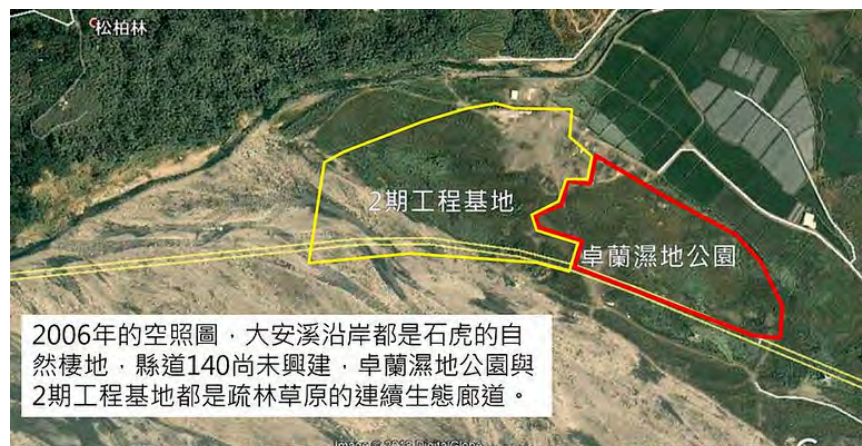 松柏林
2期工程基地
卓蘭濕地公園
2006年的空照圖，大安溪沿岸都是石虎的自
然棲地，縣道140尚未興建，卓蘭濕地公園與
2期工程基地都是疏林草原的連續生態廊道。